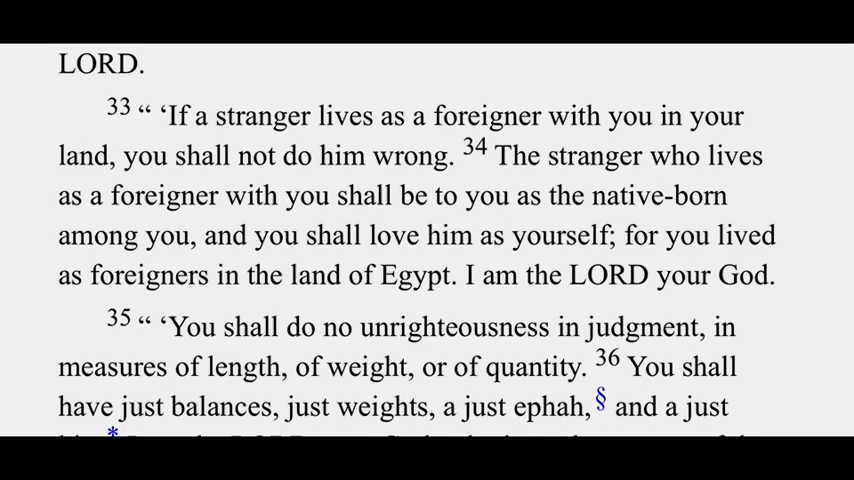 LORD.
33 “ ‘If a stranger lives as a foreigner with you in your
land, you shall not do him wrong. 34 The stranger who lives
as a foreigner with you shall be to you as the native-born
among you, and you shall love him as yourself; for you lived
as foreigners in the land of Egypt. I am the LORD your God.
35 “ ‘You shall do no unrighteousness in judgment, in
measures of length, of weight, or of quantity. 36 You shall
have just balances, just weights, a just ephah,§ and a just
*